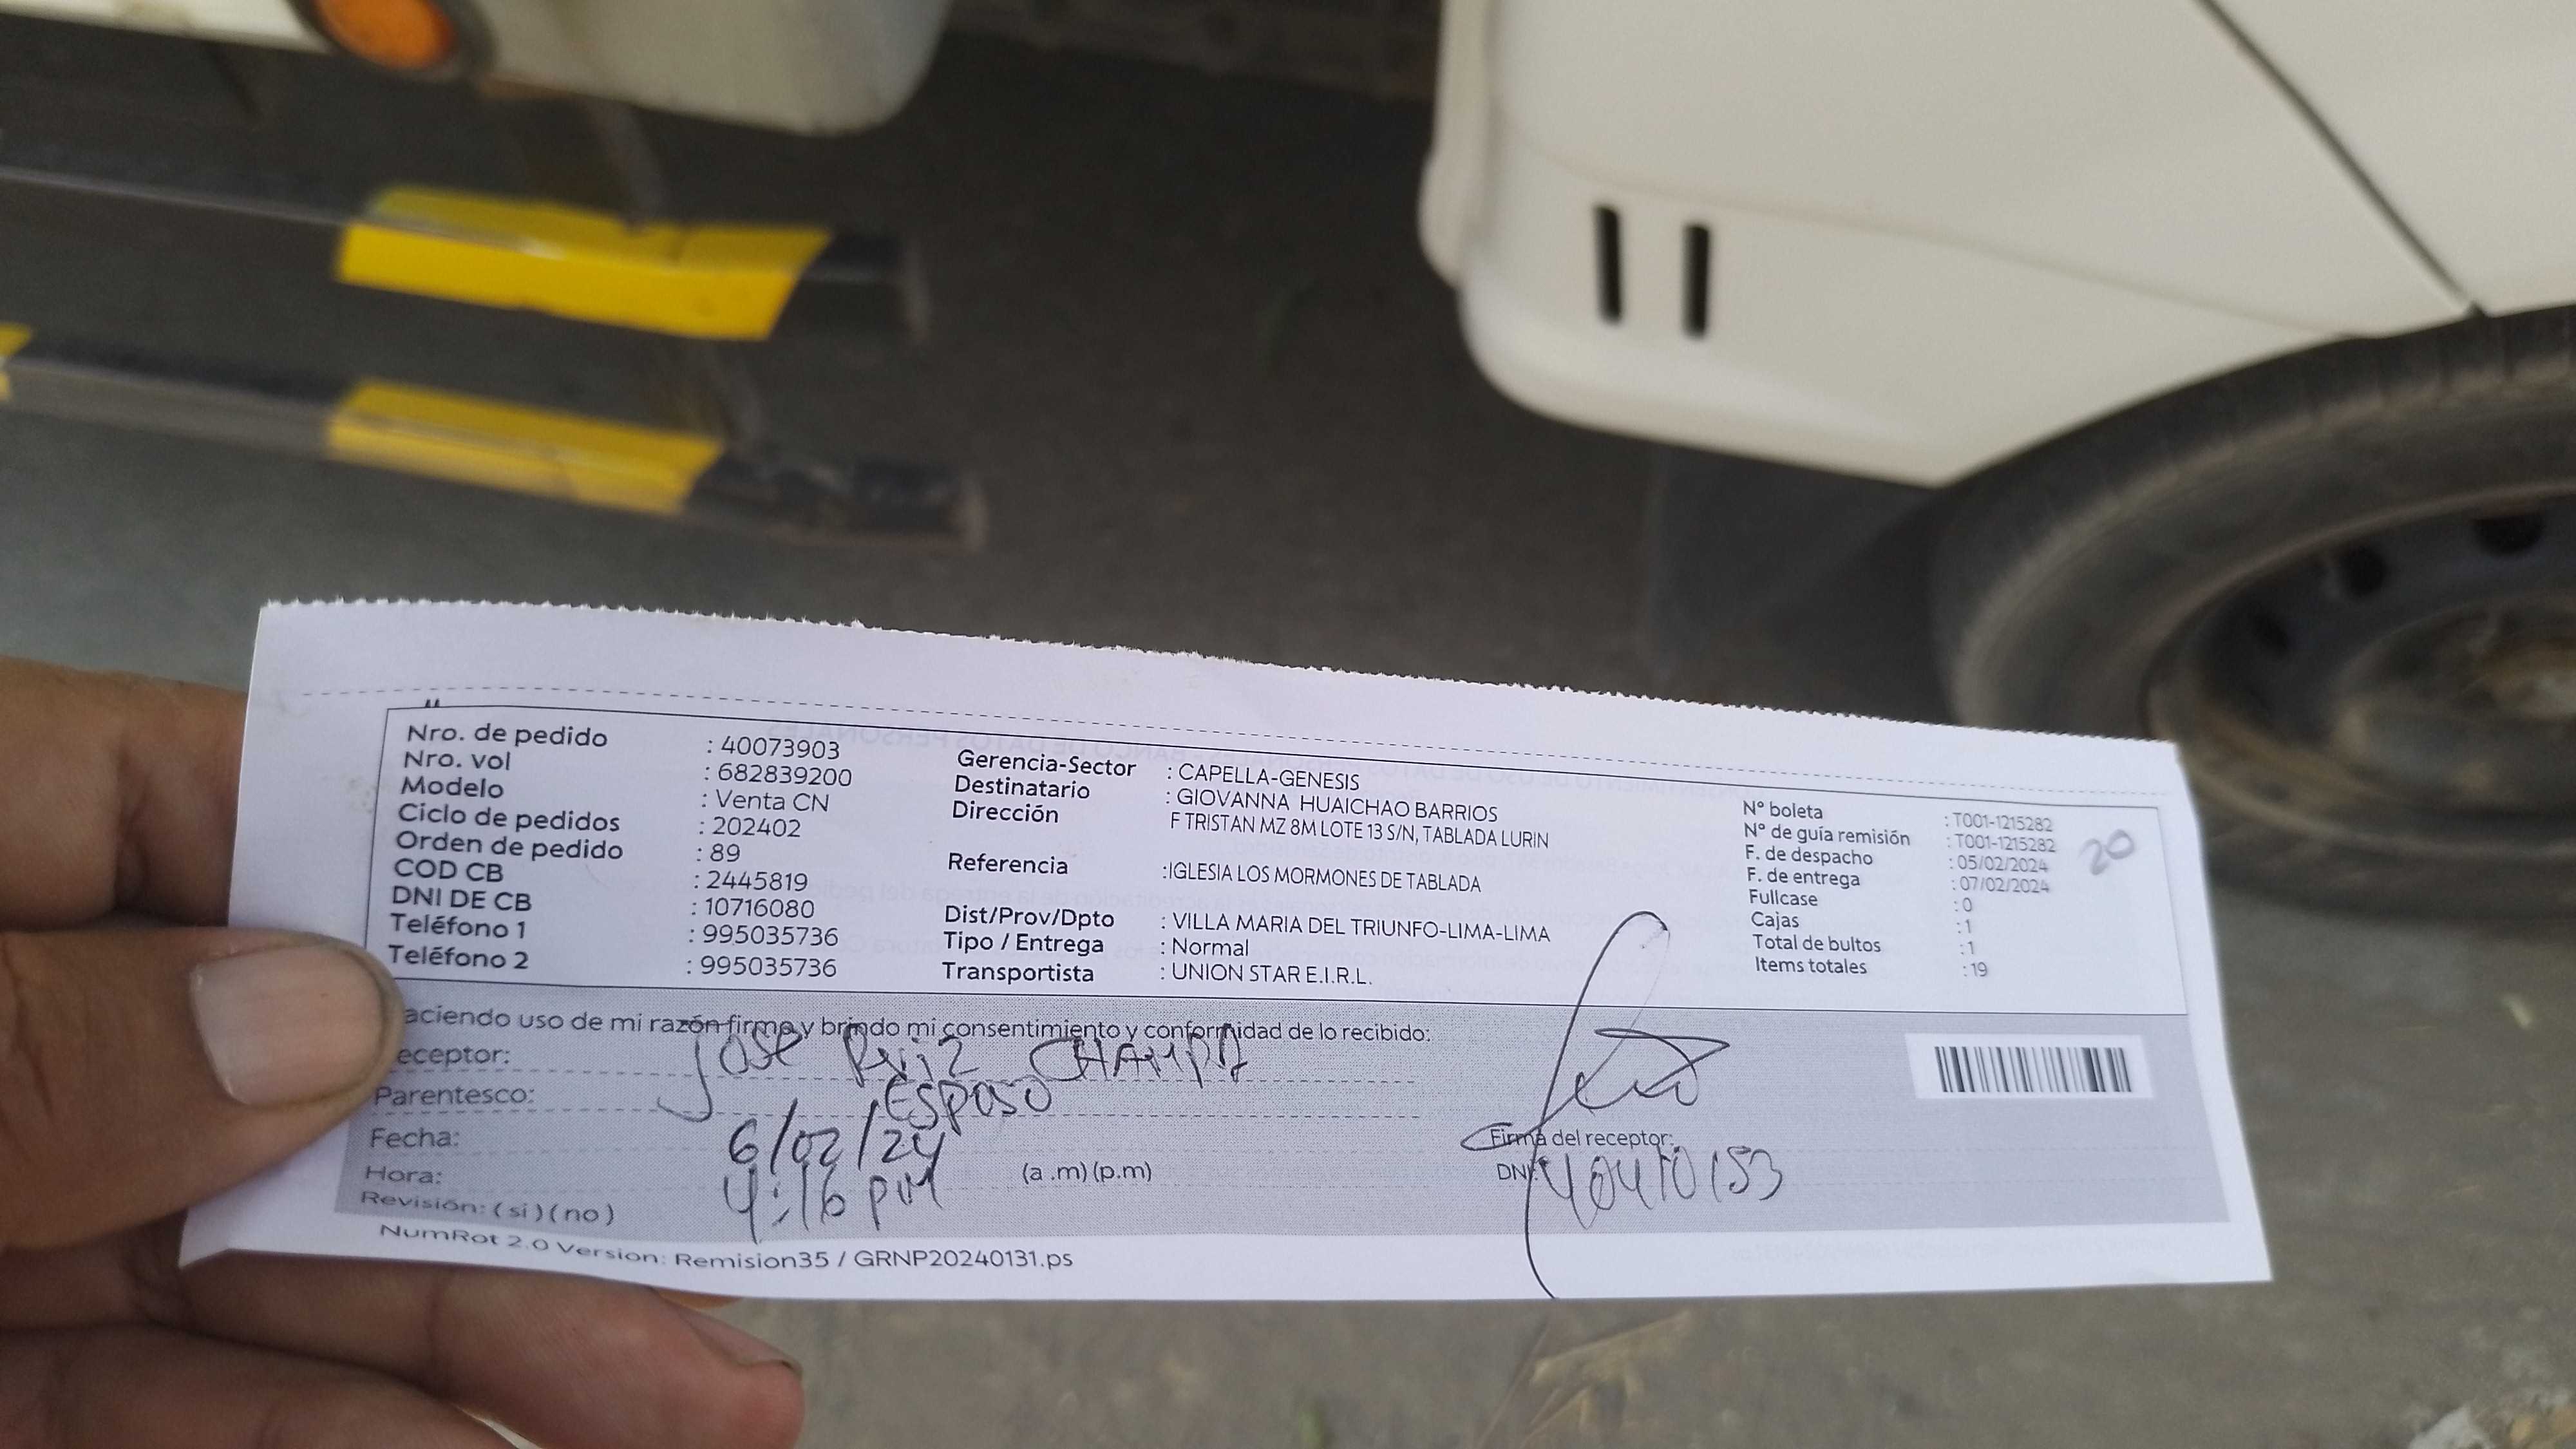 Nro. de pedido : 40073903
Nro. vol : 682839200
Modelo : Venta CN
Ciclo de pedidos : 202402
Orden de pedido : 89
COD CB : 2445819
DNI DE CB : 10716080
Teléfono 1 : 995035736
Teléfono 2 : 995035736
Gerencia-Sector : CAPELLA-GENESIS
Destinatario : GIOVANNA HUAICHAO BARRIOS
Dirección F TRISTAN MZ 8M LOTE 13 S/N, TABLADA LURIN
Referencia :IGLESIA LOS MORMONES DE TABLADA
Dist/Prov/Dpto : VILLA MARIA DEL TRIUNFO-LIMA-LIMA
Tipo / Entrega : Normal
Transportista : UNION STAR E.I.R.L.
N° boleta : T001-1215282
N° de guía remisión : T001-1215282
F. de despacho : 05/02/2024
F. de entrega : 07/02/2024
Fullcase : 0
Cajas : 1
Total de bultos : 1
Items totales : 19
20
aciendo uso de mi razón firmo y brindo mi consentimiento y conformidad de lo recibido:
eceptor: JOSE Ruiz CHAMPA
Parentesco: ESPOSO
Fecha: 6/02/24
Hora: 4:16 pm (a .m) (p.m)
Revisión: ( si ) ( no )
Firma del receptor:
DNI: 40410153
NumRot 2.0 Version: Remision35 / GRNP20240131.ps